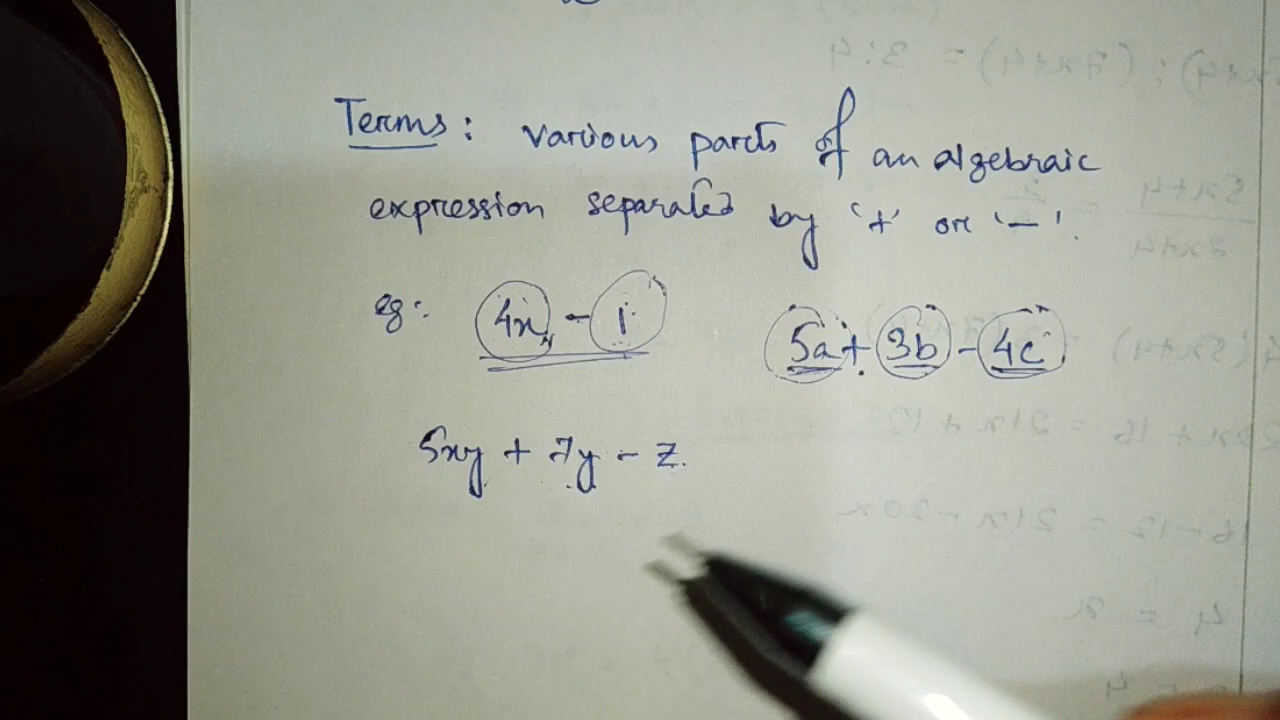 Terms: various parts of an algebraic
expression separated by '+' or '-'.
eg:. 4x - 1 5a + 3b - 4c
5xy + 7y - z.